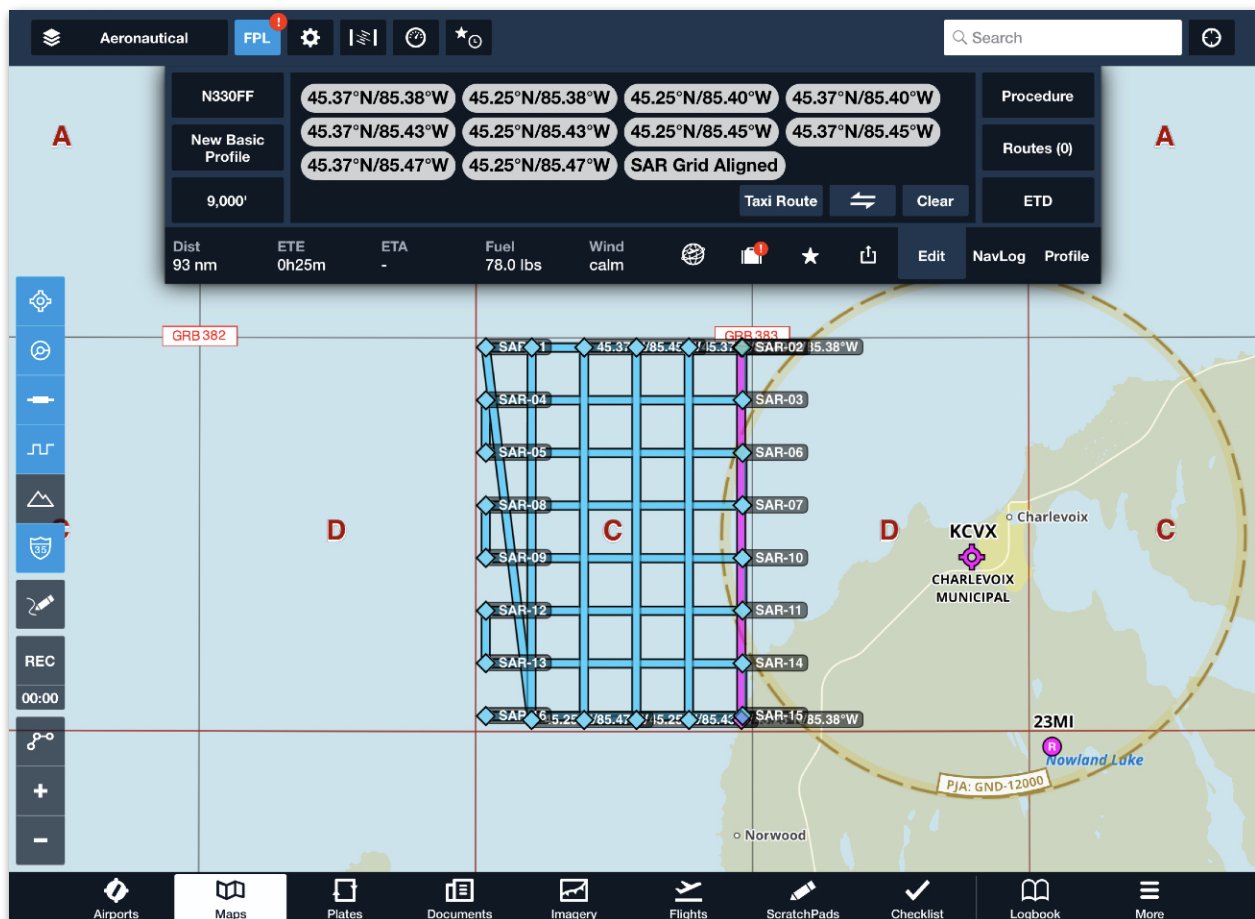 Aeronautical
FPL
!
Search
N330FF
45.37°N/85.38°W 45.25°N/85.38°W 45.25°N/85.40°W 45.37°N/85.40°W
Procedure
New Basic
Profile
45.37°N/85.43°W 45.25°N/85.43°W 45.25°N/85.45°W 45.37°N/85.45°W
Routes (0)
45.37°N/85.47°W 45.25°N/85.47°W SAR Grid Aligned
9,000'
Taxi Route
Clear
ETD
Dist ETE ETA Fuel Wind
93 nm 0h25m - 78.0 lbs calm
!
Edit NavLog Profile
A
A
GRB 382
GRB 383
SAR-02
SAR-04
SAR-03
SAR-05
SAR-06
SAR-08
SAR-07
D
C
D
C
Charlevoix
KCVX
CHARLEVOIX
MUNICIPAL
SAR-09
SAR-10
SAR-12
SAR-11
SAR-13
SAR-14
SAR-15
/85.38°W
23MI
R
Nowland Lake
PJA: GND-12000
Norwood
35
REC
00:00
Airports Maps Plates Documents Imagery Flights ScratchPads Checklist Logbook More